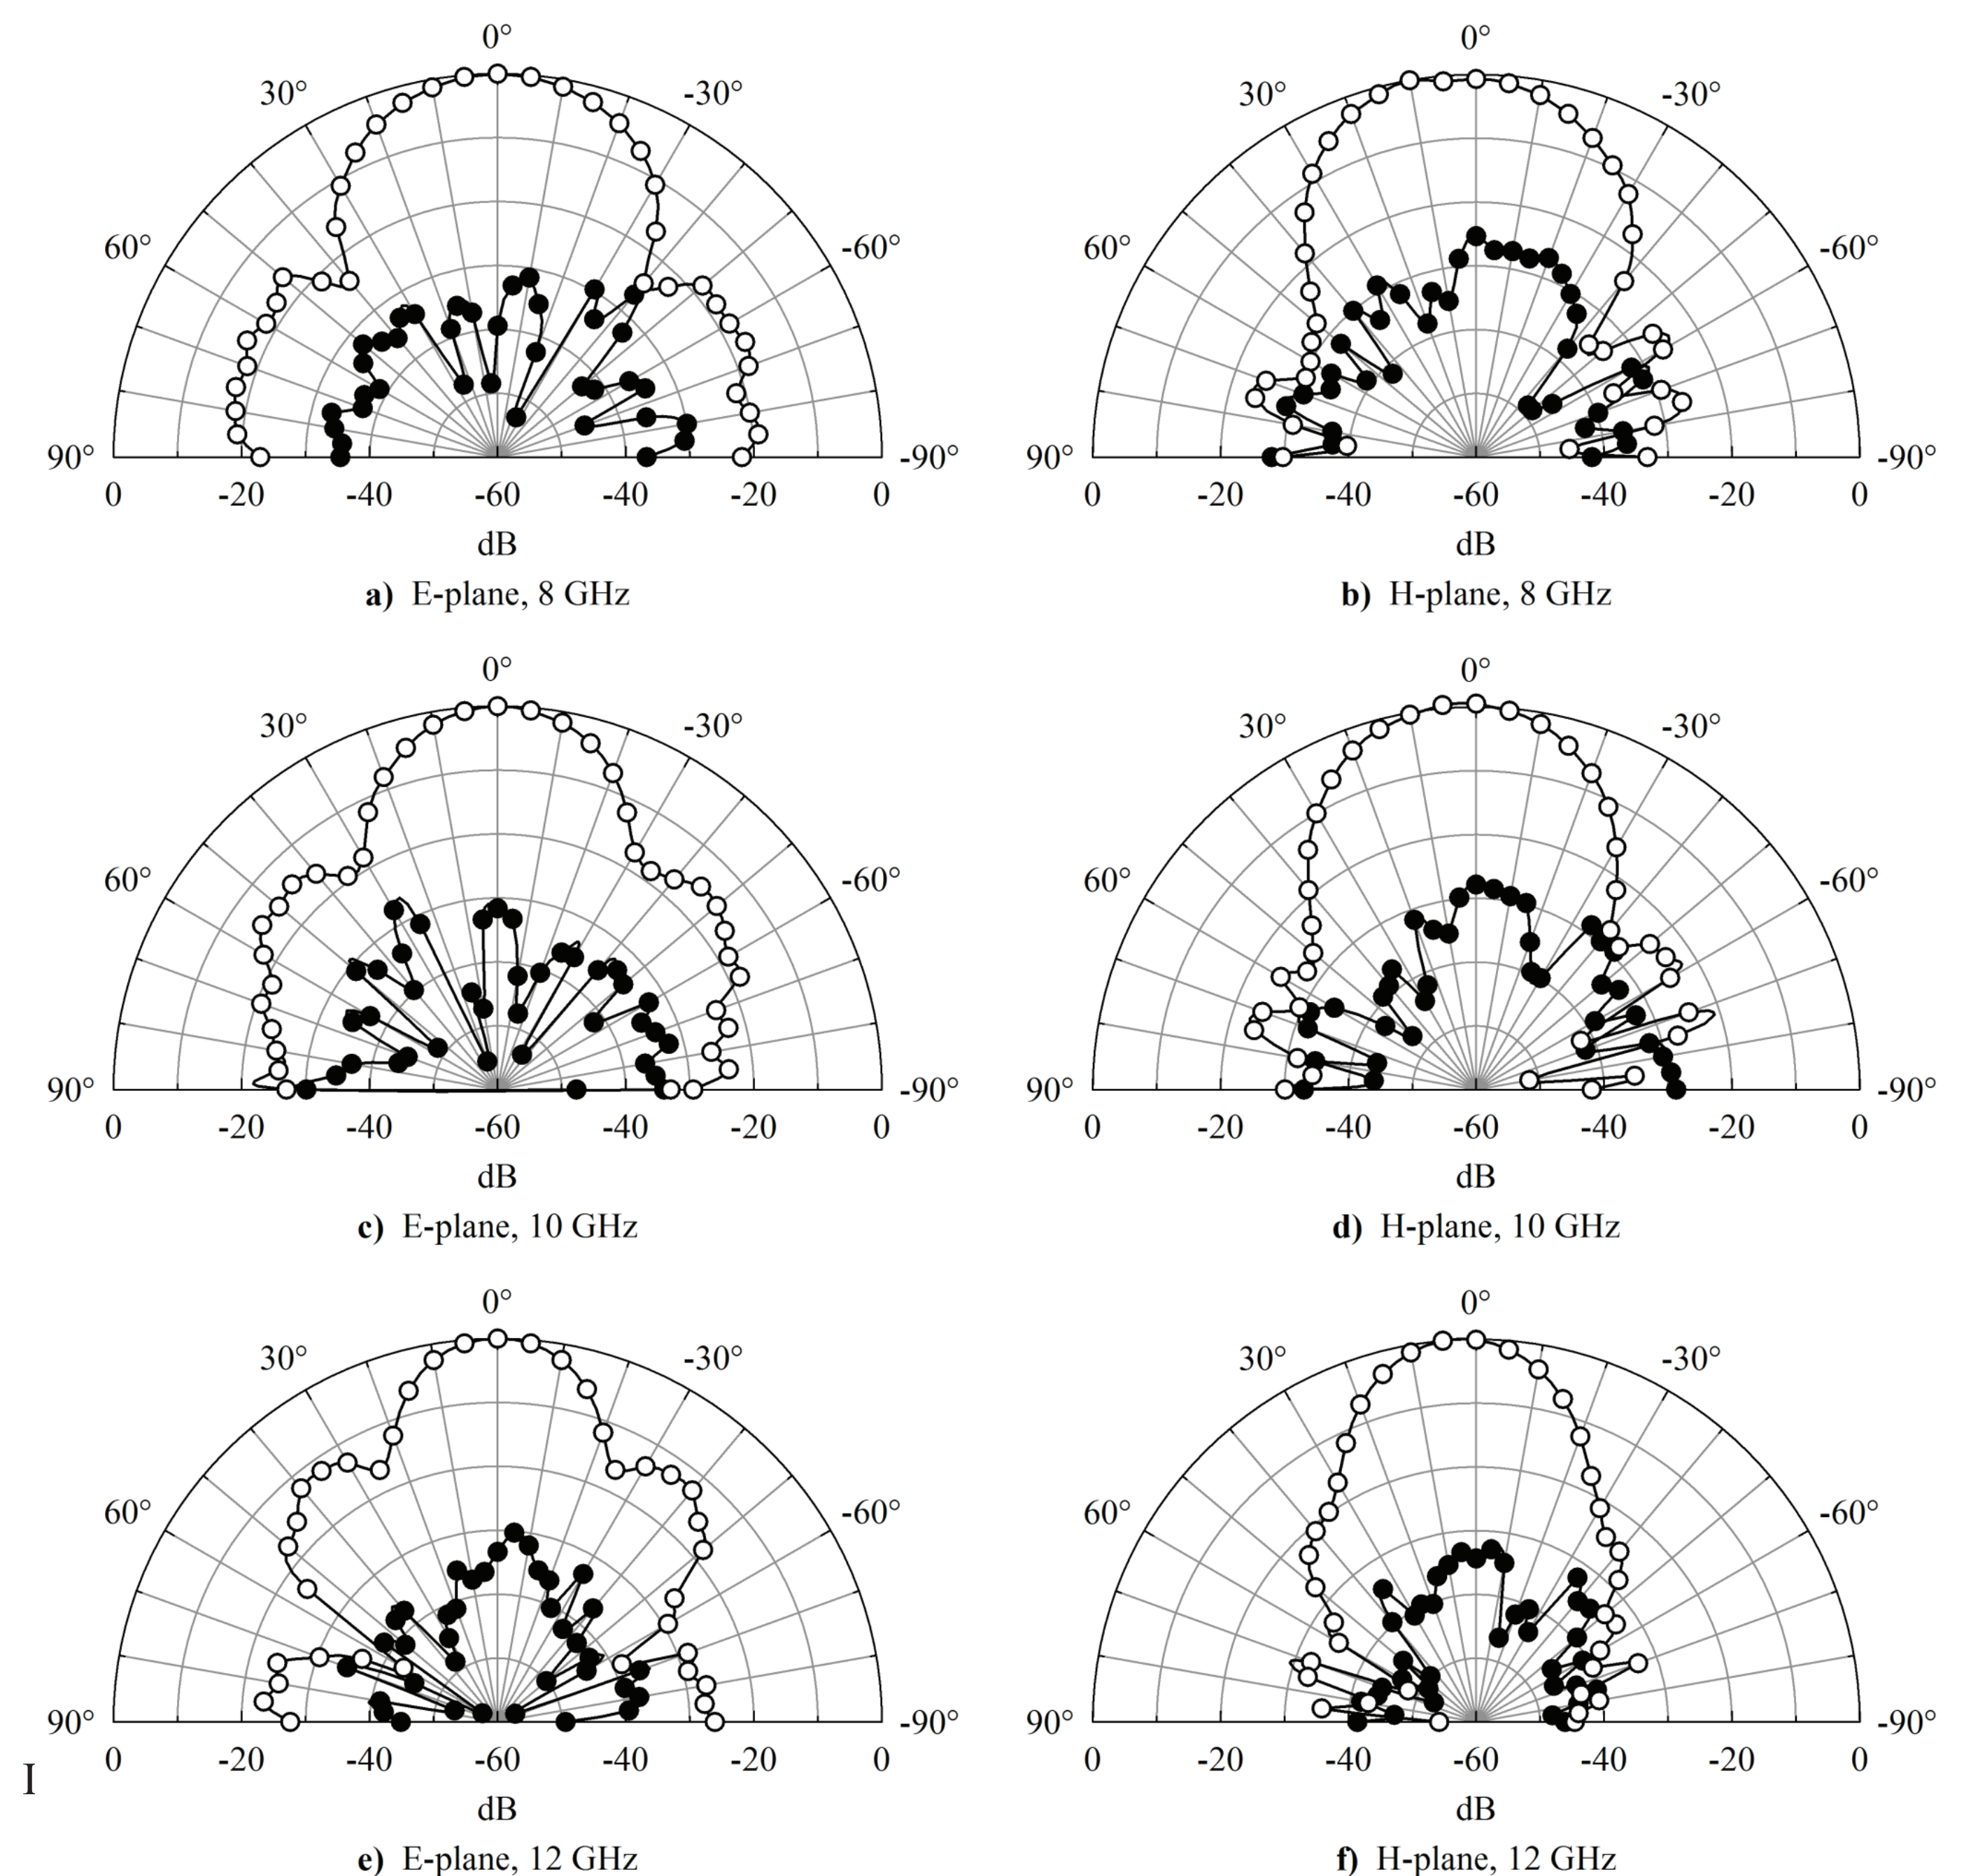 0° 0°
30° -30° 30° -30°
60° -60° 60° -60°
90° -90° 90° -90°
0 -20 -40 -60 -40 -20 0 0 -20 -40 -60 -40 -20 0
dB dB
a) E-plane, 8 GHz b) H-plane, 8 GHz
0° 0°
30° -30° 30° -30°
60° -60° 60° -60°
90° -90° 90° -90°
0 -20 -40 -60 -40 -20 0 0 -20 -40 -60 -40 -20 0
dB dB
c) E-plane, 10 GHz d) H-plane, 10 GHz
0° 0°
30° -30° 30° -30°
60° -60° 60° -60°
90° -90° 90° -90°
0 -20 -40 -60 -40 -20 0 0 -20 -40 -60 -40 -20 0
I
dB dB
e) E-plane, 12 GHz f) H-plane, 12 GHz